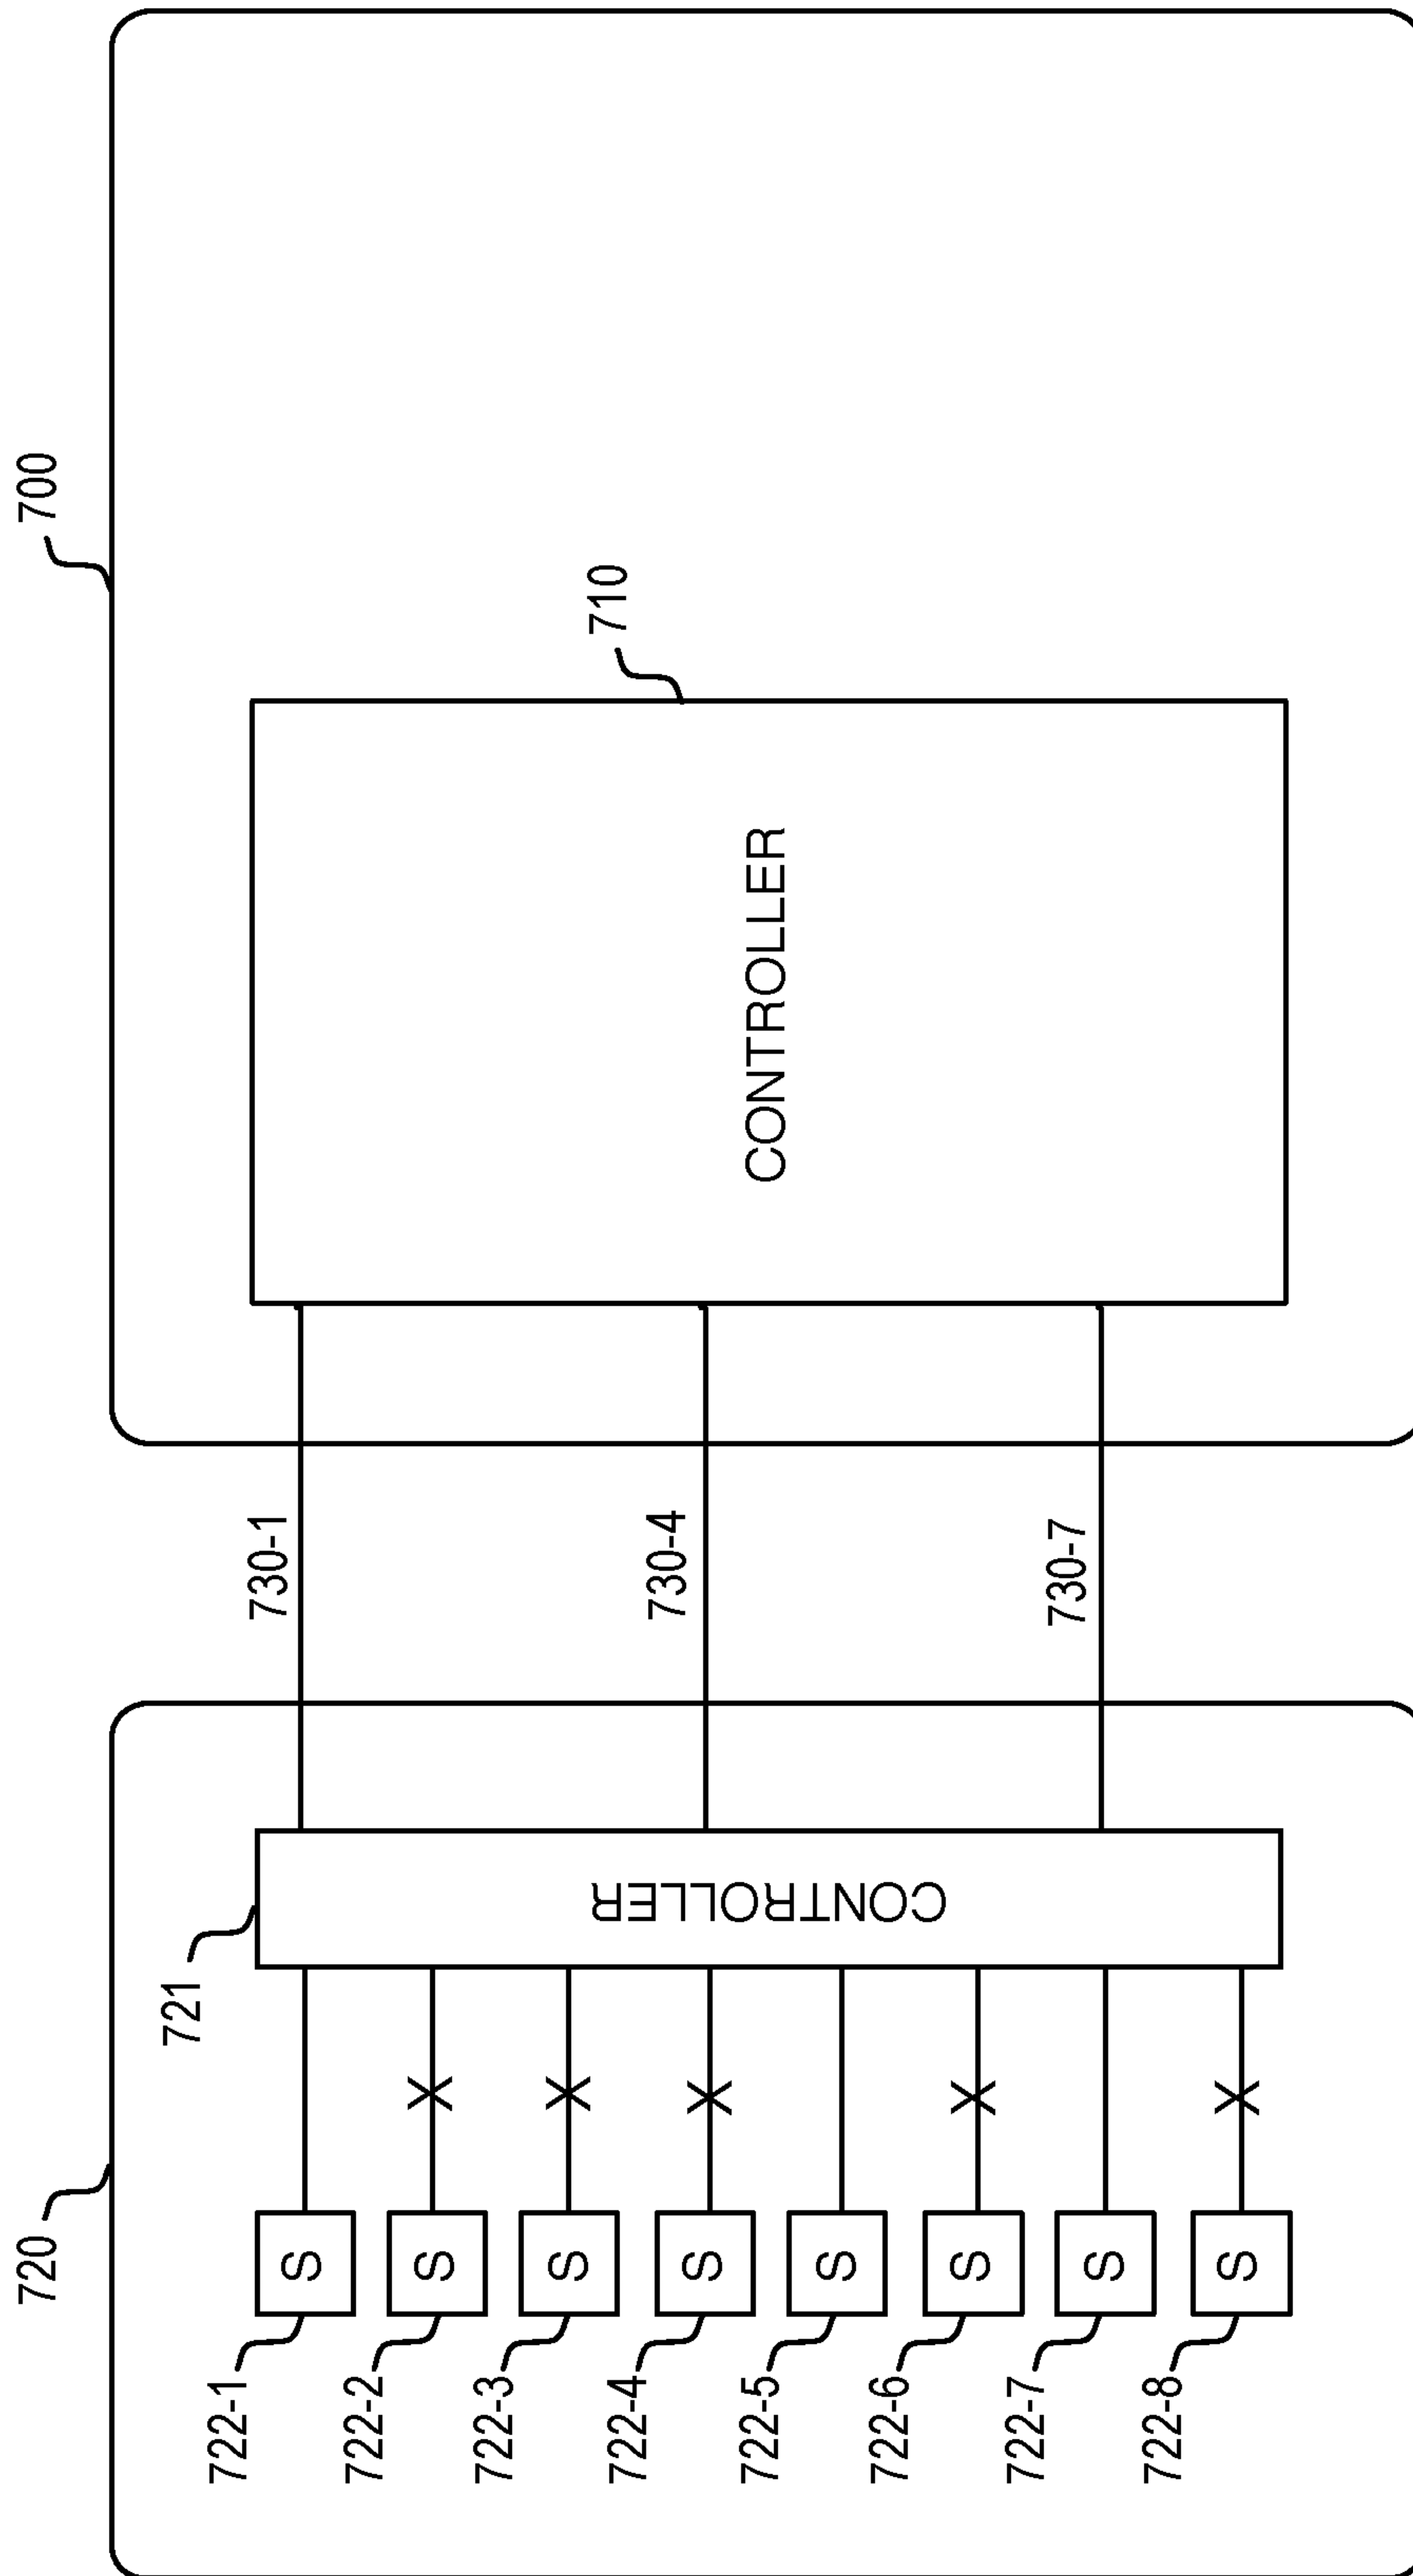 700
710
CONTROLLER
730-1
730-4
730-7
720
721
CONTROLLER
S
S
S
X
S
X
S
X
S
X
S
X
S
722-1
722-2
722-3
722-4
722-5
722-6
722-7
722-8